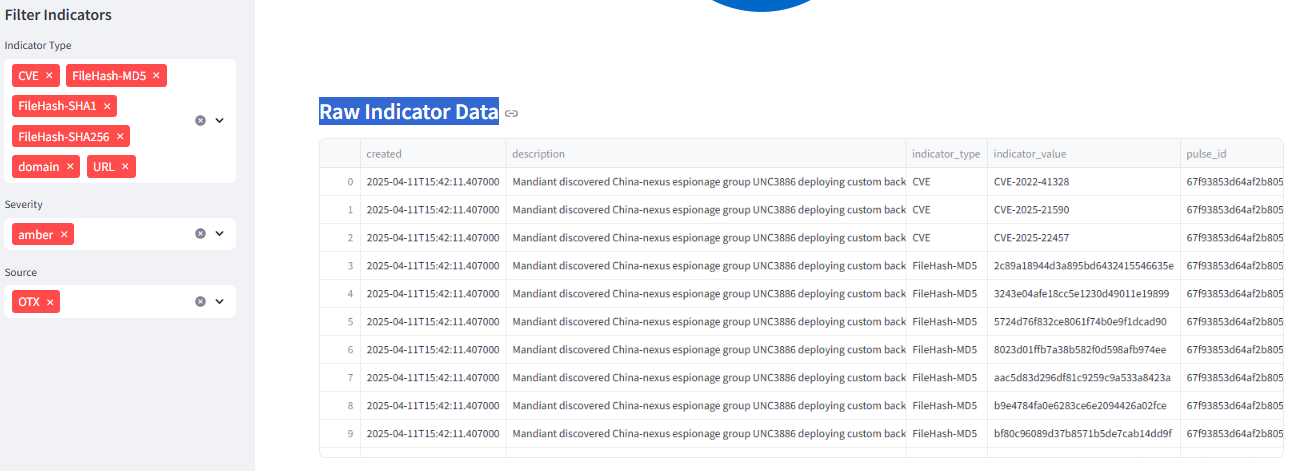 Filter Indicators
Indicator Type
CVE × FileHash-MD5 ×
FileHash-SHA1 ×
FileHash-SHA256 ×
domain × URL ×
Severity
amber ×
Source
OTX ×
Raw Indicator Data
created description indicator_type indicator_value pulse_id
0 2025-04-11T15:42:11.407000 Mandiant discovered China-nexus espionage group UNC3886 deploying custom back CVE CVE-2022-41328 67f93853d64af2b805
1 2025-04-11T15:42:11.407000 Mandiant discovered China-nexus espionage group UNC3886 deploying custom back CVE CVE-2025-21590 67f93853d64af2b805
2 2025-04-11T15:42:11.407000 Mandiant discovered China-nexus espionage group UNC3886 deploying custom back CVE CVE-2025-22457 67f93853d64af2b805
3 2025-04-11T15:42:11.407000 Mandiant discovered China-nexus espionage group UNC3886 deploying custom back FileHash-MD5 2c89a18944d3a895bd6432415546635e 67f93853d64af2b805
4 2025-04-11T15:42:11.407000 Mandiant discovered China-nexus espionage group UNC3886 deploying custom back FileHash-MD5 3243e04afe18cc5e1230d49011e19899 67f93853d64af2b805
5 2025-04-11T15:42:11.407000 Mandiant discovered China-nexus espionage group UNC3886 deploying custom back FileHash-MD5 5724d76f832ce8061f74b0e9f1dcad90 67f93853d64af2b805
6 2025-04-11T15:42:11.407000 Mandiant discovered China-nexus espionage group UNC3886 deploying custom back FileHash-MD5 8023d01ffb7a38b582f0d598afb974ee 67f93853d64af2b805
7 2025-04-11T15:42:11.407000 Mandiant discovered China-nexus espionage group UNC3886 deploying custom back FileHash-MD5 aac5d83d296df81c9259c9a533a8423a 67f93853d64af2b805
8 2025-04-11T15:42:11.407000 Mandiant discovered China-nexus espionage group UNC3886 deploying custom back FileHash-MD5 b9e4784fa0e6283ce6e2094426a02fce 67f93853d64af2b805
9 2025-04-11T15:42:11.407000 Mandiant discovered China-nexus espionage group UNC3886 deploying custom back FileHash-MD5 bf80c96089d37b8571b5de7cab14dd9f 67f93853d64af2b805